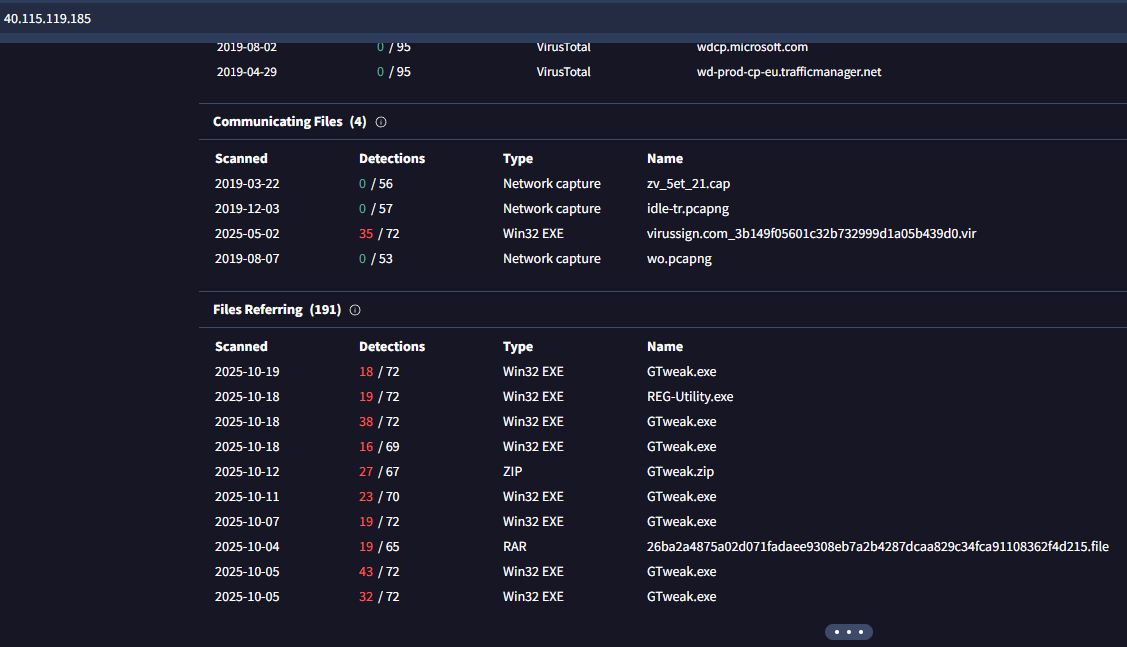 40.115.119.185
2019-08-02 0 / 95 VirusTotal wdcp.microsoft.com
2019-04-29 0 / 95 VirusTotal wd-prod-cp-eu.trafficmanager.net
Communicating Files (4)
Scanned Detections Type Name
2019-03-22 0 / 56 Network capture zv_5et_21.cap
2019-12-03 0 / 57 Network capture idle-tr.pcapng
2025-05-02 35 / 72 Win32 EXE virussign.com_3b149f05601c32b732999d1a05b439d0.vir
2019-08-07 0 / 53 Network capture wo.pcapng
Files Referring (191)
Scanned Detections Type Name
2025-10-19 18 / 72 Win32 EXE GTweak.exe
2025-10-18 19 / 72 Win32 EXE REG-Utility.exe
2025-10-18 38 / 72 Win32 EXE GTweak.exe
2025-10-18 16 / 69 Win32 EXE GTweak.exe
2025-10-12 27 / 67 ZIP GTweak.zip
2025-10-11 23 / 70 Win32 EXE GTweak.exe
2025-10-07 19 / 72 Win32 EXE GTweak.exe
2025-10-04 19 / 65 RAR 26ba2a4875a02d071fadaee9308eb7a2b4287dcaa829c34fca91108362f4d215.file
2025-10-05 43 / 72 Win32 EXE GTweak.exe
2025-10-05 32 / 72 Win32 EXE GTweak.exe